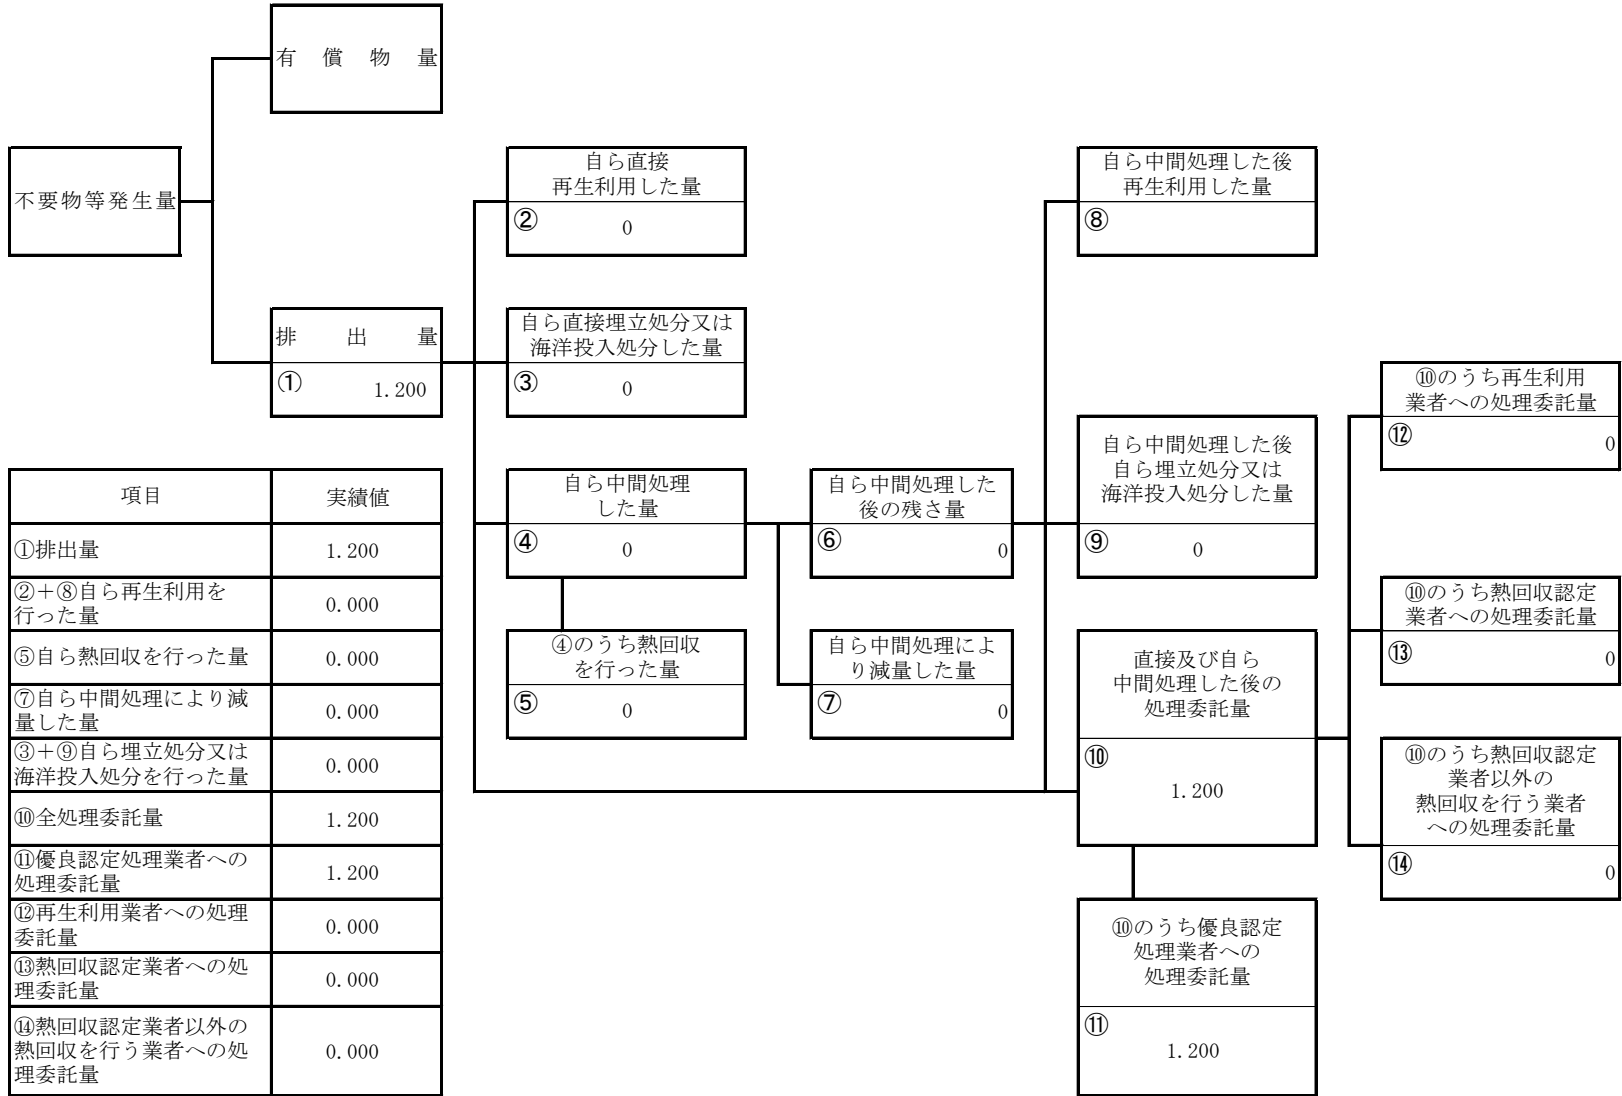 有償物量
不要物等発生量
排出量
① 1.200
自ら直接
再生利用した量
② 0
自ら直接埋立処分又は
海洋投入処分した量
③ 0
自ら中間処理
した量
④ 0
④のうち熱回収
を行った量
⑤ 0
自ら中間処理した
後の残さ量
⑥ 0
自ら中間処理によ
り減量した量
⑦ 0
自ら中間処理した後
再生利用した量
⑧
自ら中間処理した後
自ら埋立処分又は
海洋投入処分した量
⑨ 0
直接及び自ら
中間処理した後の
処理委託量
⑩
1.200
⑩のうち優良認定
処理業者への
処理委託量
⑪
1.200
⑩のうち再生利用
業者への処理委託量
⑫ 0
⑩のうち熱回収認定
業者への処理委託量
⑬ 0
⑩のうち熱回収認定
業者以外の
熱回収を行う業者
への処理委託量
⑭ 0
項目 実績値
①排出量 1.200
②+⑧自ら再生利用を
行った量 0.000
⑤自ら熱回収を行った量 0.000
⑦自ら中間処理により減
量した量 0.000
③+⑨自ら埋立処分又は
海洋投入処分を行った量 0.000
⑩全処理委託量 1.200
⑪優良認定処理業者への
処理委託量 1.200
⑫再生利用業者への処理
委託量 0.000
⑬熱回収認定業者への処
理委託量 0.000
⑭熱回収認定業者以外の
熱回収を行う業者への処
理委託量 0.000